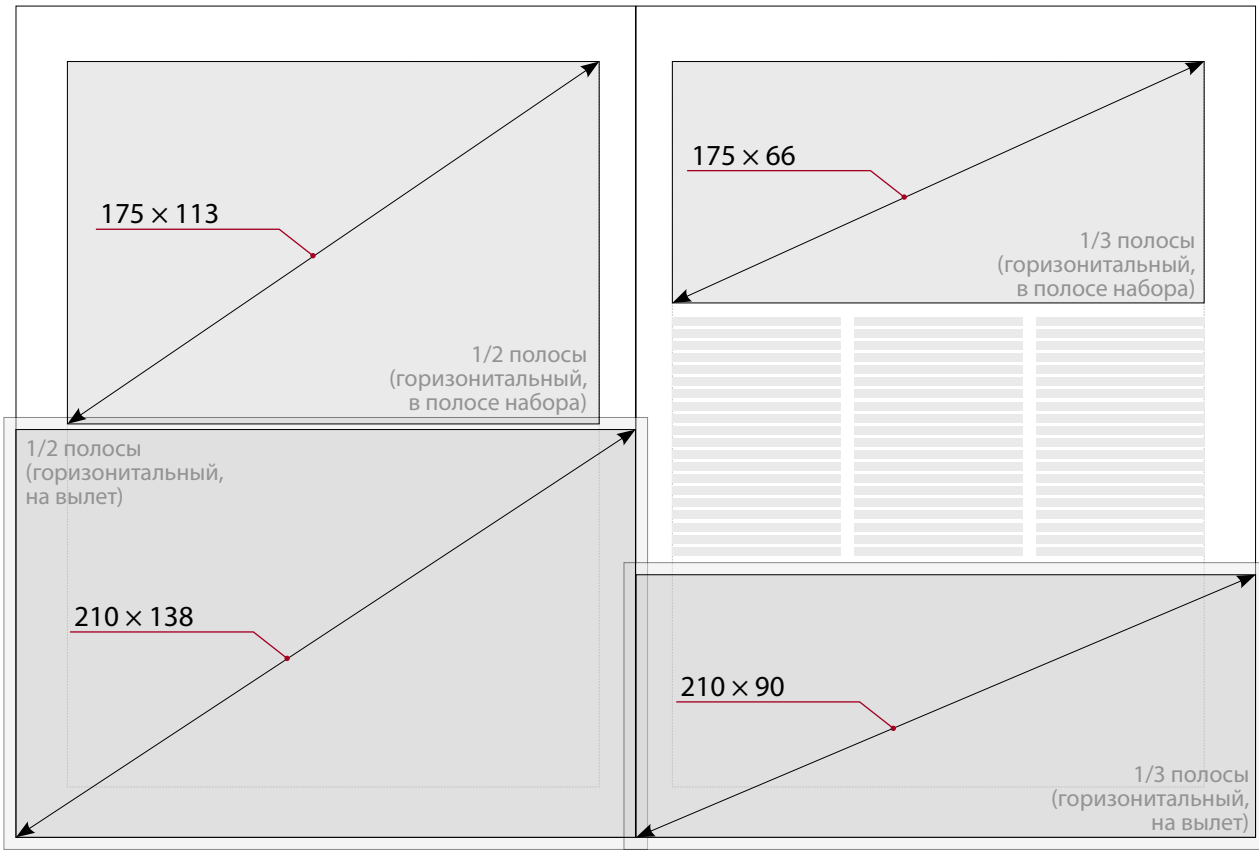 175 × 113
1/2 полосы
(горизонитальный,
в полосе набора)
1/2 полосы
(горизонитальный,
на вылет)
210 × 138
175 × 66
1/3 полосы
(горизонитальный,
в полосе набора)
210 × 90
1/3 полосы
(горизонитальный,
на вылет)